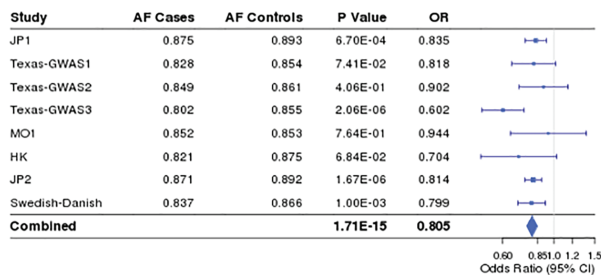 Study AF Cases AF Controls P Value OR
JP1 0.875 0.893 6.70E-04 0.835
Texas-GWAS1 0.828 0.854 7.41E-02 0.818
Texas-GWAS2 0.849 0.861 4.06E-01 0.902
Texas-GWAS3 0.802 0.855 2.06E-06 0.602
MO1 0.852 0.853 7.64E-01 0.944
HK 0.821 0.875 6.84E-02 0.704
JP2 0.871 0.892 1.67E-06 0.814
Swedish-Danish 0.837 0.866 1.00E-03 0.799
Combined 1.71E-15 0.805
0.60 0.851.0 1.2 1.5
Odds Ratio (95% CI)